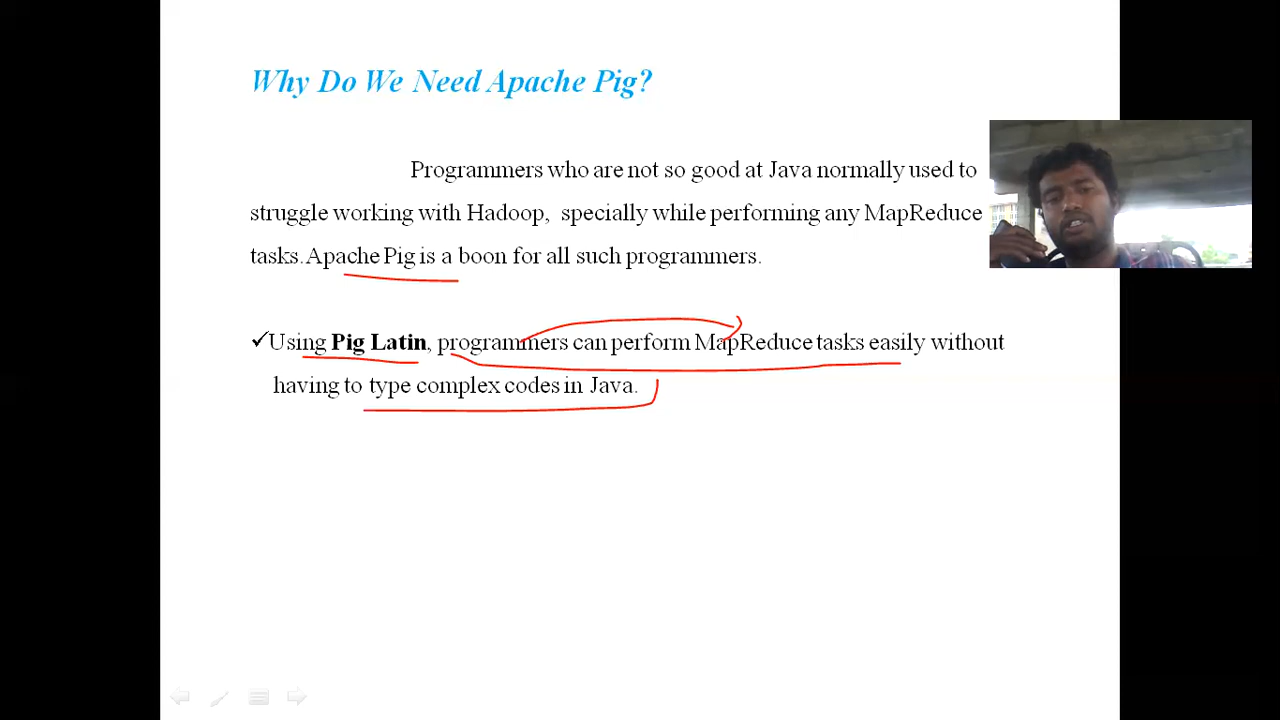 Why Do We Need Apache Pig?
Programmers who are not so good at Java normally used to
struggle working with Hadoop, specially while performing any MapReduce
tasks.Apache Pig is a boon for all such programmers.
✓Using Pig Latin, programmers can perform MapReduce tasks easily without
having to type complex codes in Java.